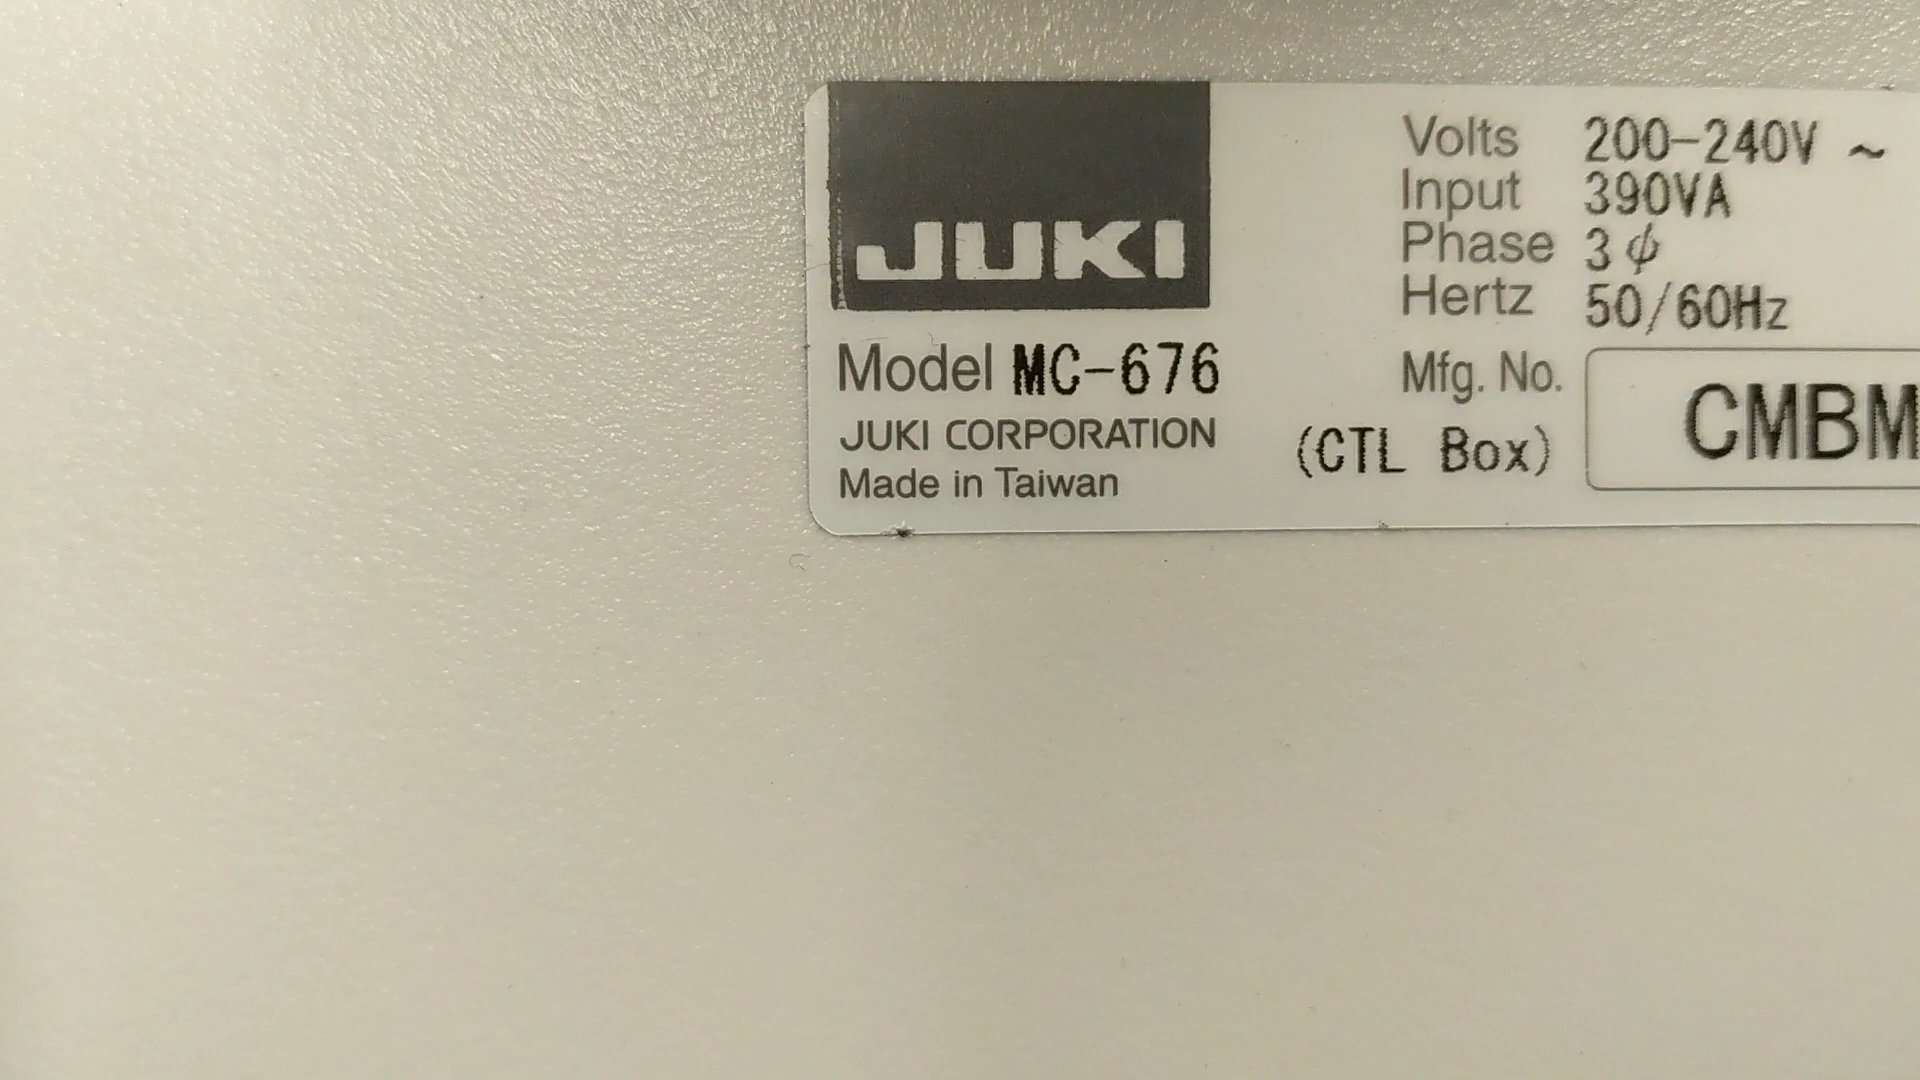 JUKI
Model MC-676
JUKI CORPORATION
Made in Taiwan
Volts 200-240V ~
Input 390VA
Phase 3 ϕ
Hertz 50/60Hz
Mfg. No.
(CTL Box)
CMBM